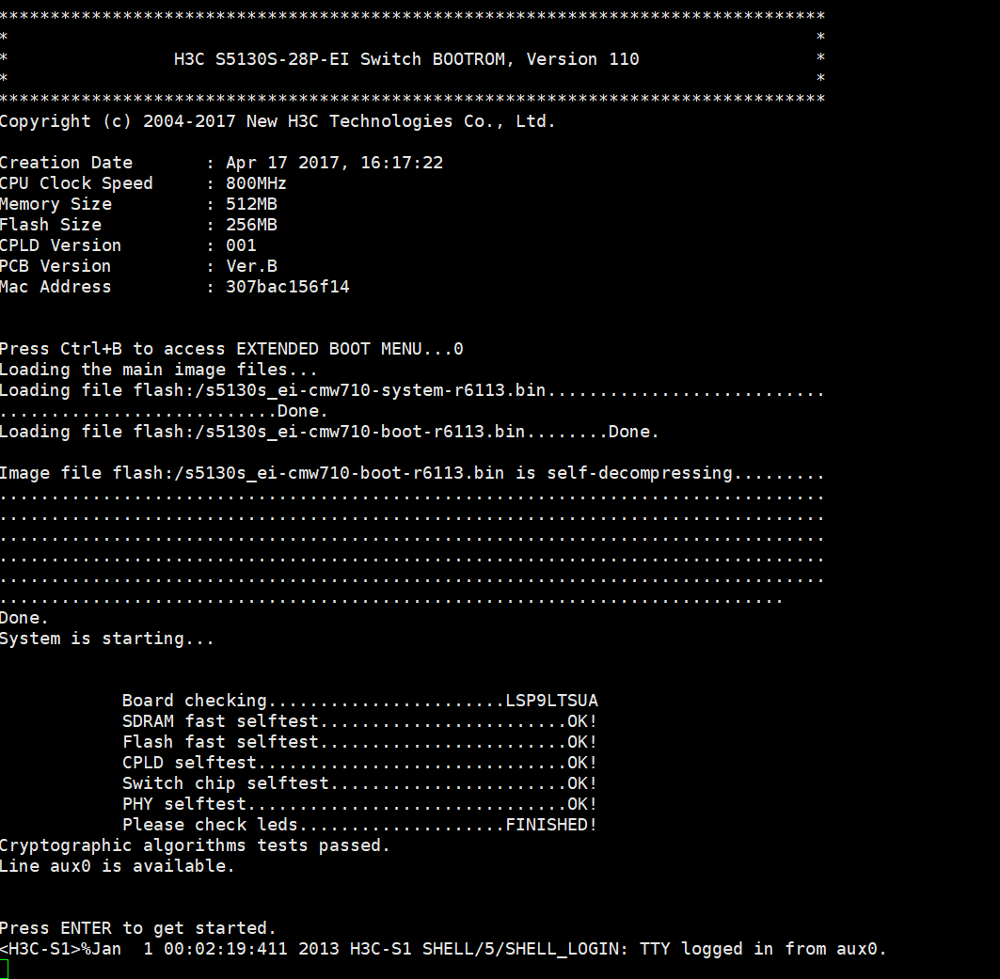 ********************************************************************************
*                                                                              *
*                H3C S5130S-28P-EI Switch BOOTROM, Version 110                 *
*                                                                              *
********************************************************************************
Copyright (c) 2004-2017 New H3C Technologies Co., Ltd.
Creation Date       : Apr 17 2017, 16:17:22
CPU Clock Speed     : 800MHz
Memory Size         : 512MB
Flash Size          : 256MB
CPLD Version        : 001
PCB Version         : Ver.B
Mac Address         : 307bac156f14
Press Ctrl+B to access EXTENDED BOOT MENU...0
Loading the main image files...
Loading file flash:/s5130s_ei-cmw710-system-r6113.bin...........................
...........................Done.
Loading file flash:/s5130s_ei-cmw710-boot-r6113.bin........Done.
Image file flash:/s5130s_ei-cmw710-boot-r6113.bin is self-decompressing.........
................................................................................
................................................................................
................................................................................
................................................................................
................................................................................
............................................................................
Done.
System is starting...
Board checking.......................LSP9LTSUA
SDRAM fast selftest........................OK!
Flash fast selftest........................OK!
CPLD selftest..............................OK!
Switch chip selftest.......................OK!
PHY selftest...............................OK!
Please check leds....................FINISHED!
Cryptographic algorithms tests passed.
Line aux0 is available.
Press ENTER to get started.
<H3C-S1>%Jan  1 00:02:19:411 2013 H3C-S1 SHELL/5/SHELL_LOGIN: TTY logged in from aux0.